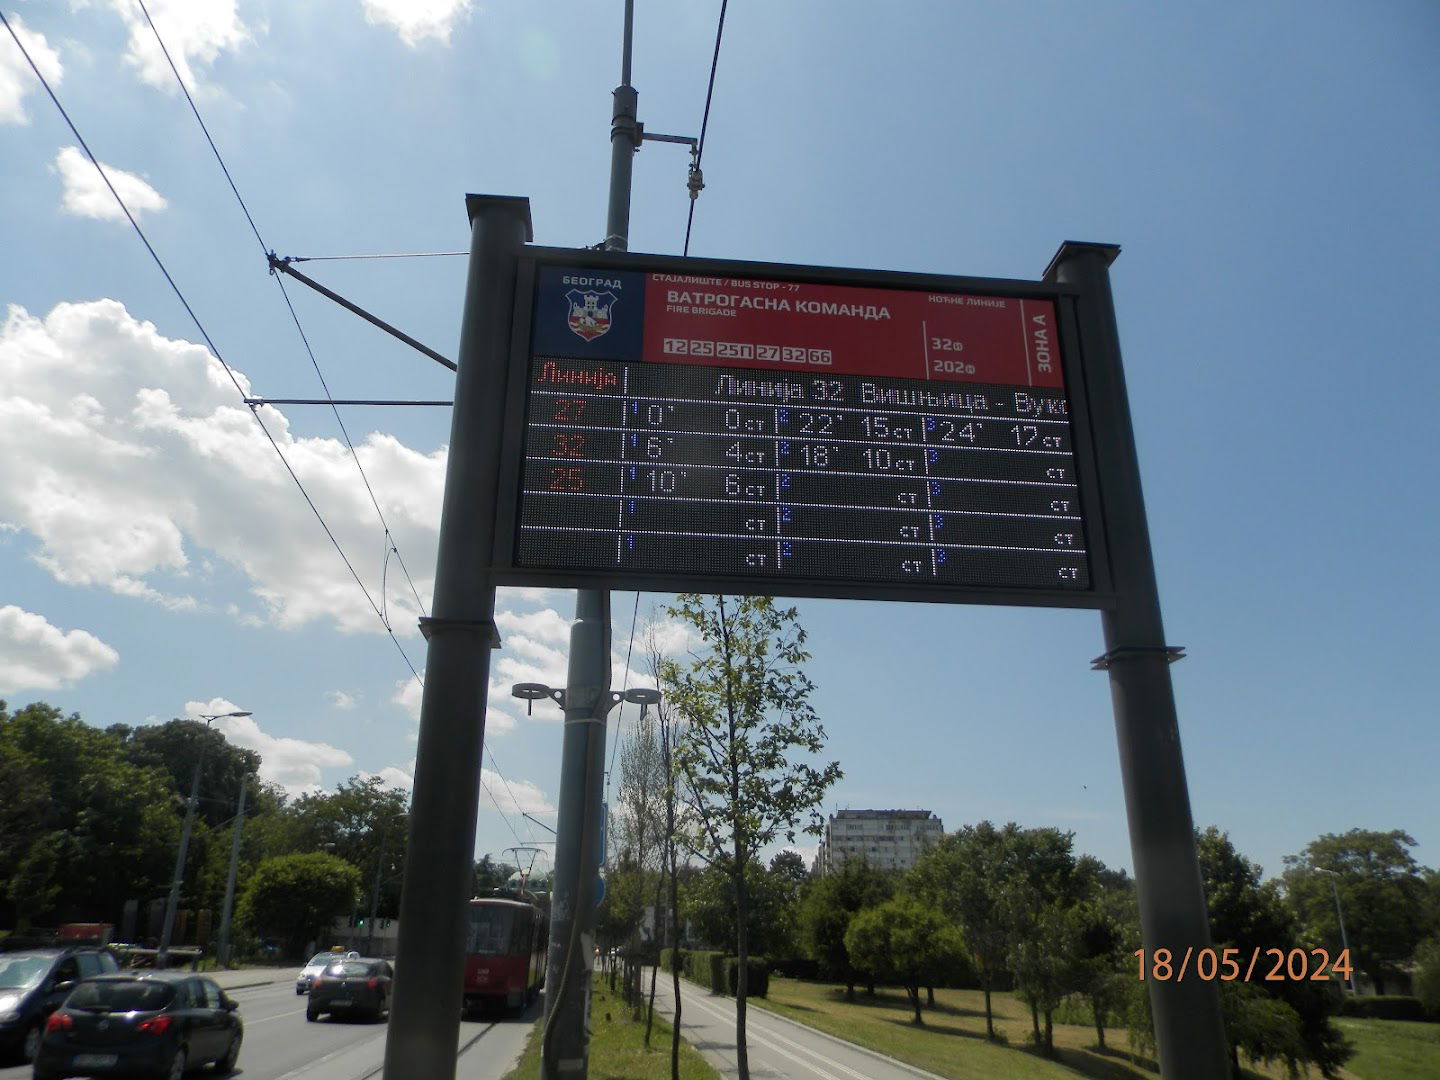 БЕОГРАД
СТАЈАЛИШТЕ / BUS STOP - 77
ВАТРОГАСНА КОМАНДА
FIRE BRIGADE
12 25 25П 27 32 66
НОЋНЕ ЛИНИЈЕ
32Н
202Н
ЗОНА А
Линија Линија 32 Вишњица - Вук
27 1 0' 0ст 2 22' 15ст 3 24' 17ст
32 1 6' 4ст 2 18' 10ст 3 ст
25 1 10' 6ст 2 ст 3 ст
1 ст 2 ст 3 ст
1 ст 2 ст 3 ст
18/05/2024